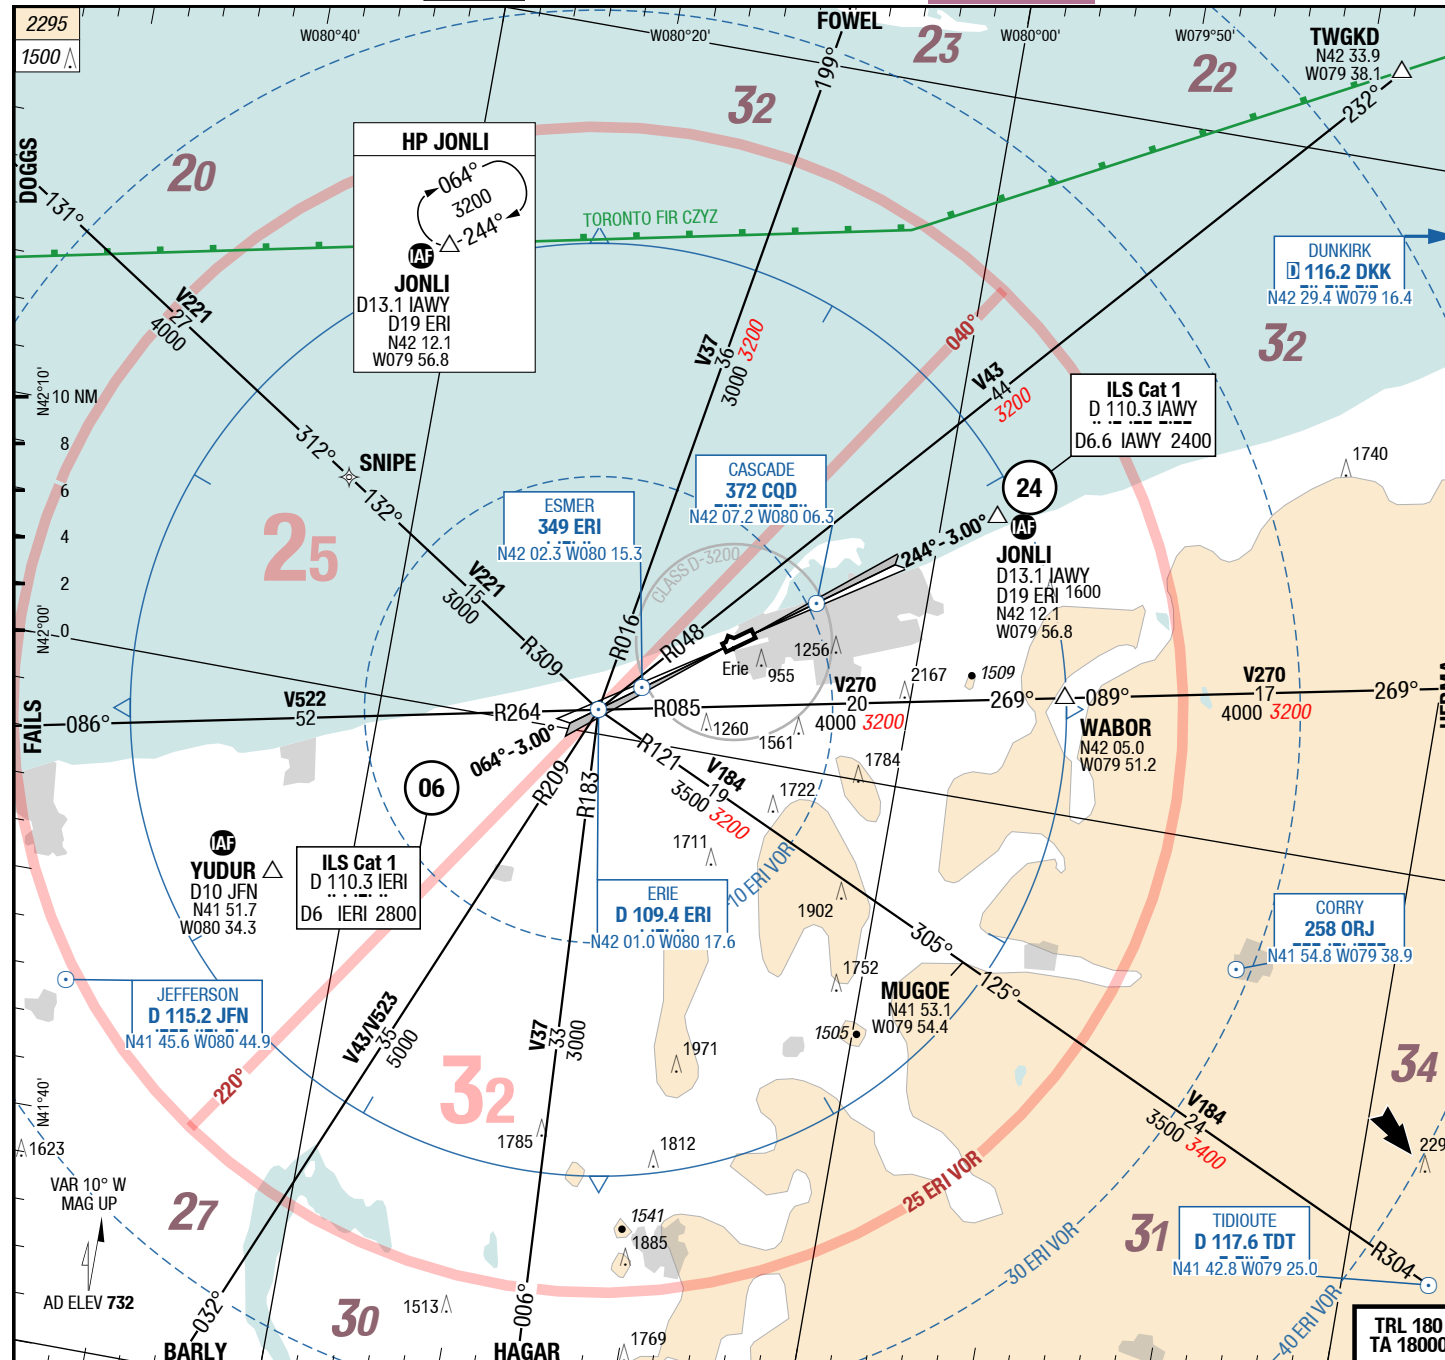 2295
1500
W080°40'
W080°20'
W080°00'
W079°50'
FOWEL
199°
23
22
32
20
TWGKD
N42 33.9
W079 38.1
232°
DOGGS
131°
HP JONLI
064°
3200
244°
IAF
JONLI
D13.1 IAWY
D19 ERI
N42 12.1
W079 56.8
TORONTO FIR CZYZ
DUNKIRK
D 116.2 DKK
N42 29.4 W079 16.4
32
V221
27
4000
V37
36
3000 3200
040°
V43
44
3200
ILS Cat 1
D 110.3 IAWY
D6.6 IAWY 2400
N42°10'
10 NM
8
6
4
2
0
N42°00'
312°
SNIPE
132°
25
ESMER
349 ERI
N42 02.3 W080 15.3
CASCADE
372 CQD
N42 07.2 W080 06.3
24
1740
244°- 3.00°
IAF
JONLI
D13.1 IAWY
D19 ERI
N42 12.1
W079 56.8
1600
CLASS D-3200
V221
15
3000
R309
R016
R048
Erie
955
1256
2167
1509
FAILS
086°
V522
52
R264
R085
V270
20
4000 3200
269°
089°
V270
17
4000 3200
269°
WABOR
N42 05.0
W079 51.2
064°- 3.00°
06
R209
R183
R121
1260
1561
1784
V184
19
3500 3200
1722
1711
IAF
YUDUR
D10 JFN
N41 51.7
W080 34.3
ILS Cat 1
D 110.3 IERI
D6 IERI 2800
ERIE
D 109.4 ERI
N42 01.0 W080 17.6
10 ERI VOR
1902
305°
125°
CORRY
258 ORJ
N41 54.8 W079 38.9
1752
MUGOE
N41 53.1
W079 54.4
1505
JEFFERSON
D 115.2 JFN
N41 45.6 W080 44.9
V43/V523
35
5000
V37
33
3000
1971
220°
32
34
N41°40'
1623
1785
1812
V184
24
3500 3400
229
VAR 10° W
MAG UP
27
25 ERI VOR
1541
1885
30 ERI VOR
31
TIDIOUTE
D 117.6 TDT
N41 42.8 W079 25.0
R304
AD ELEV 732
032°
30
1513
006°
1769
40 ERI VOR
TRL 180
TA 18000
BARLY
HAGAR